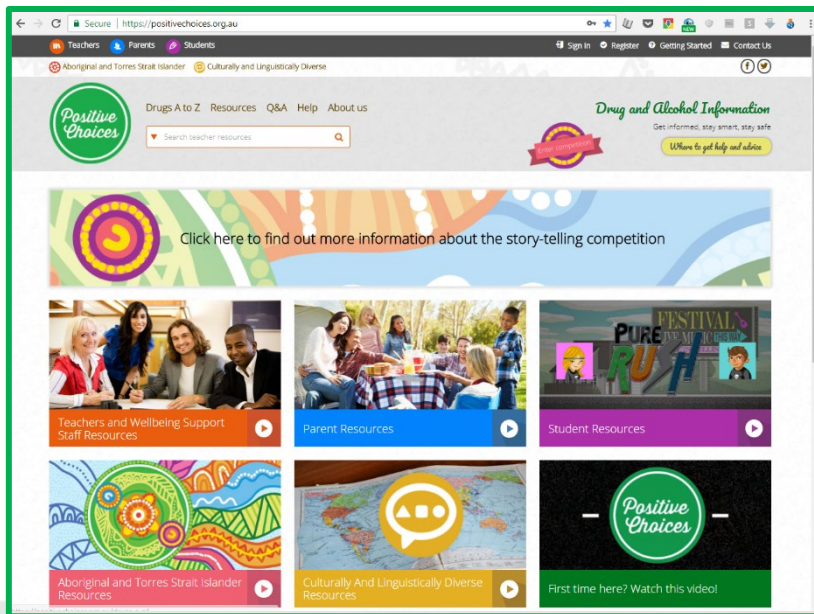 Secure | https://positivechoices.org.au
NEW
Teachers Parents Students Sign In Register Getting Started Contact Us
Aboriginal and Torres Strait Islander Culturally and Linguistically Diverse
Positive Choices
Drugs A to Z Resources Q&A Help About us
Search teacher resources
Enter competition
Drug and Alcohol Information
Get informed, stay smart, stay safe
Where to get help and advice
Click here to find out more information about the story-telling competition
FESTIVAL
PURE
RUSH
Teachers and Wellbeing Support
Staff Resources
Parent Resources
Student Resources
Positive
Choices
Aboriginal and Torres Strait Islander
Resources
Culturally And Linguistically Diverse
Resources
First time here? Watch this video!